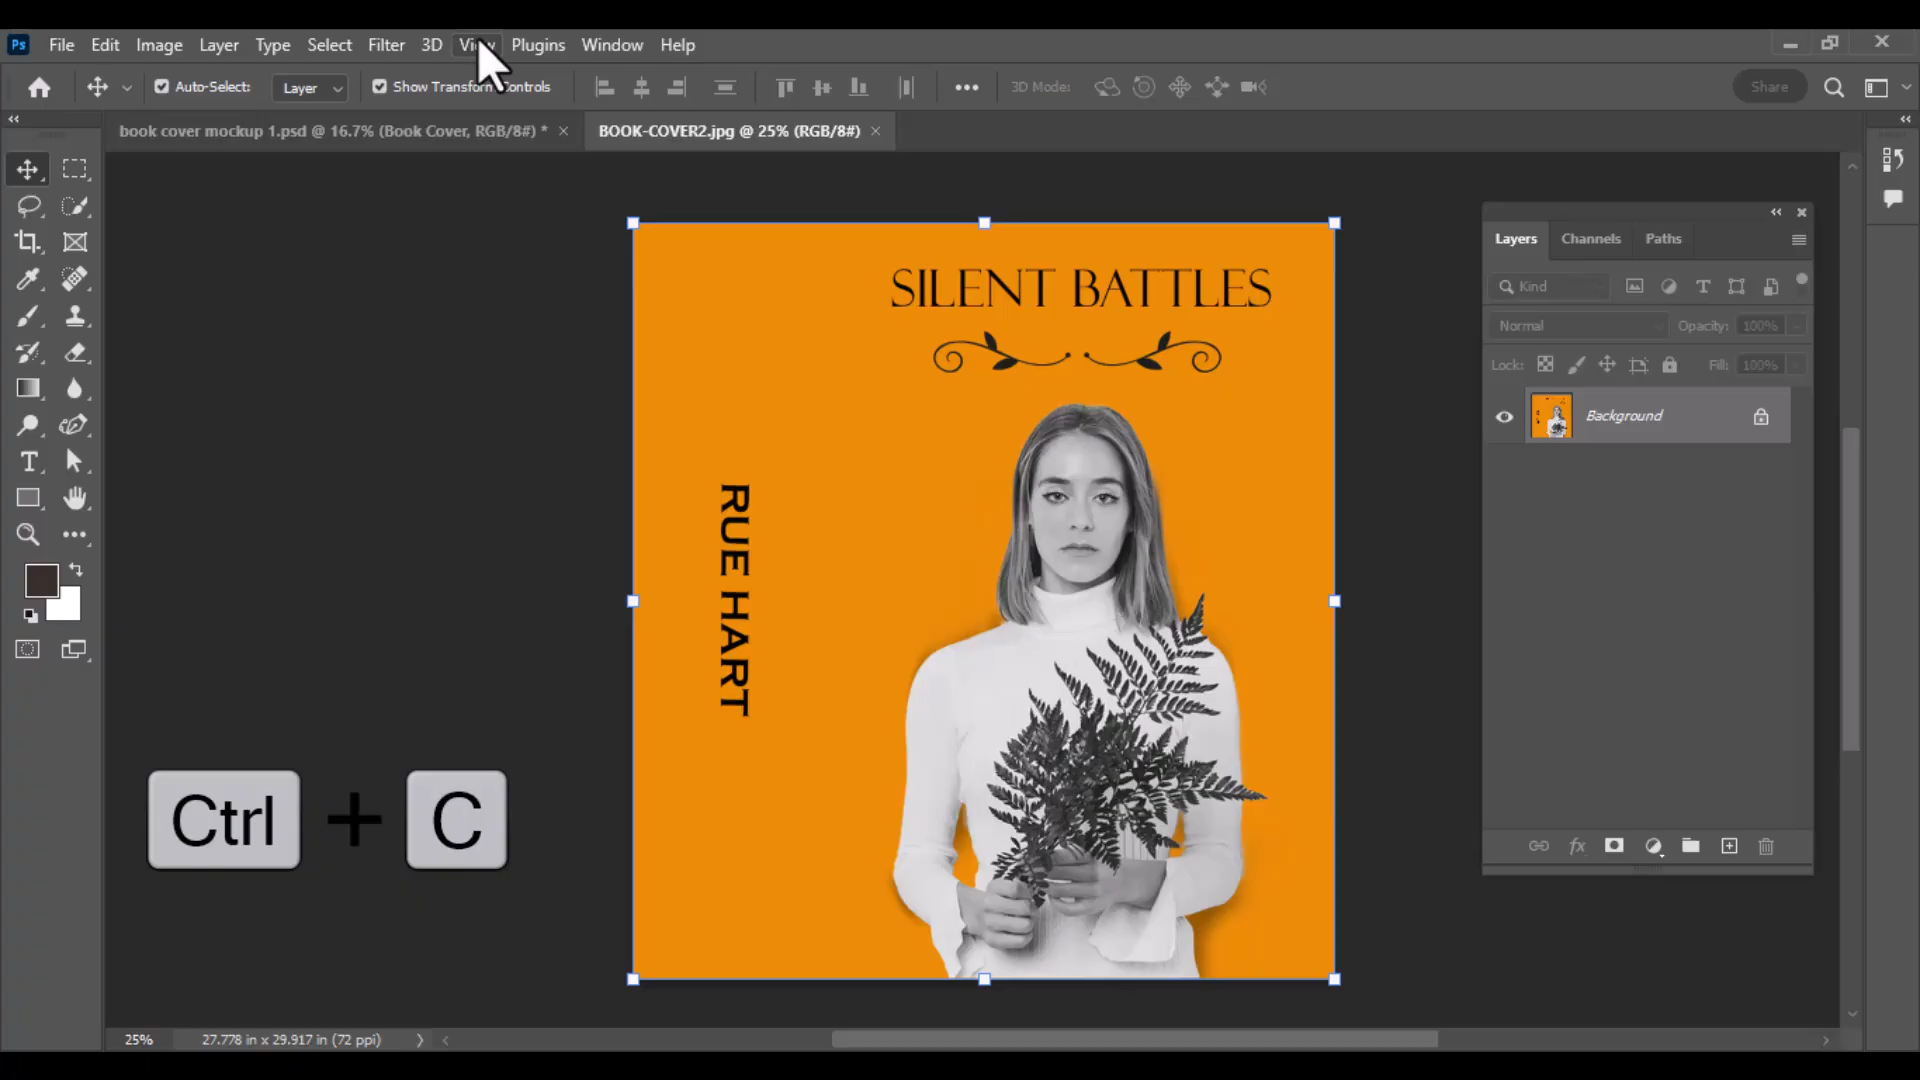 Ps File Edit Image Layer Type Select Filter 3D View Plugins Window Help
Auto-Select: Layer Show Transform Controls 3D Mode: Share
book cover mockup 1.psd @ 16.7% (Book Cover, RGB/8#) * BOOK-COVER2.jpg @ 25% (RGB/8#)
SILENT BATTLES
RUE HART
Ctrl + C
Layers Channels Paths
Kind
Normal Opacity: 100%
Lock: Fill: 100%
Background
fx
25% 27.778 in x 29.917 in (72 ppi)